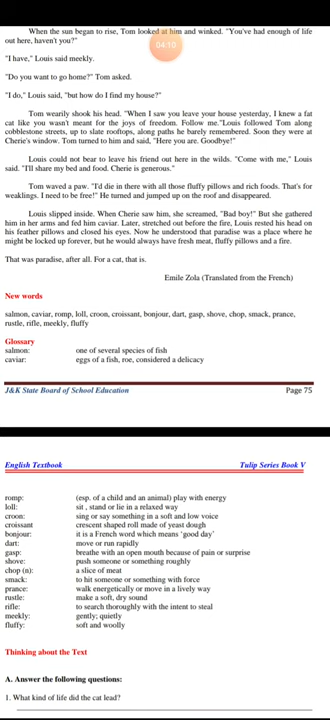 When the sun began to rise, Tom looked at him and winked. "You've had enough of life
out here, haven't you?"
04:10
"I have," Louis said meekly.
"Do you want to go home?" Tom asked.
"I do," Louis said, "but how do I find my house?"
Tom wearily shook his head. "When I saw you leave your house yesterday, I knew a fat
cat like you wasn't meant for the joys of freedom. Follow me."Louis followed Tom along
cobblestone streets, up to slate rooftops, along paths he barely remembered. Soon they were at
Cherie's window. Tom turned to him and said, "Here you are. Goodbye!"
Louis could not bear to leave his friend out here in the wilds. "Come with me," Louis
said. "I'll share my bed and food. Cherie is generous."
Tom waved a paw. "I'd die in there with all those fluffy pillows and rich foods. That's for
weaklings. I need to be free!" He turned and jumped up on the roof and disappeared.
Louis slipped inside. When Cherie saw him, she screamed, "Bad boy!" But she gathered
him in her arms and fed him caviar. Later, stretched out before the fire, Louis rested his head on
his feather pillows and closed his eyes. Now he understood that paradise was a place where he
might be locked up forever, but he would always have fresh meat, fluffy pillows and a fire.
That was paradise, after all. For a cat, that is.
Emile Zola (Translated from the French)
New words
salmon, caviar, romp, loll, croon, croissant, bonjour, dart, gasp, shove, chop, smack, prance,
rustle, rifle, meekly, fluffy
Glossary
salmon: one of several species of fish
caviar: eggs of a fish, roe, considered a delicacy
J&K State Board of School Education Page 75
English Textbook Tulip Series Book V
romp: (esp. of a child and an animal) play with energy
loll: sit , stand or lie in a relaxed way
croon: sing or say something in a soft and low voice
croissant crescent shaped roll made of yeast dough
bonjour: it is a French word which means 'good day'
dart: move or run rapidly
gasp: breathe with an open mouth because of pain or surprise
shove: push someone or something roughly
chop (n): a slice of meat
smack: to hit someone or something with force
prance: walk energetically or move in a lively way
rustle: make a soft, dry sound
rifle: to search thoroughly with the intent to steal
meekly: gently; quietly
fluffy: soft and woolly
Thinking about the Text
A. Answer the following questions:
1. What kind of life did the cat lead?